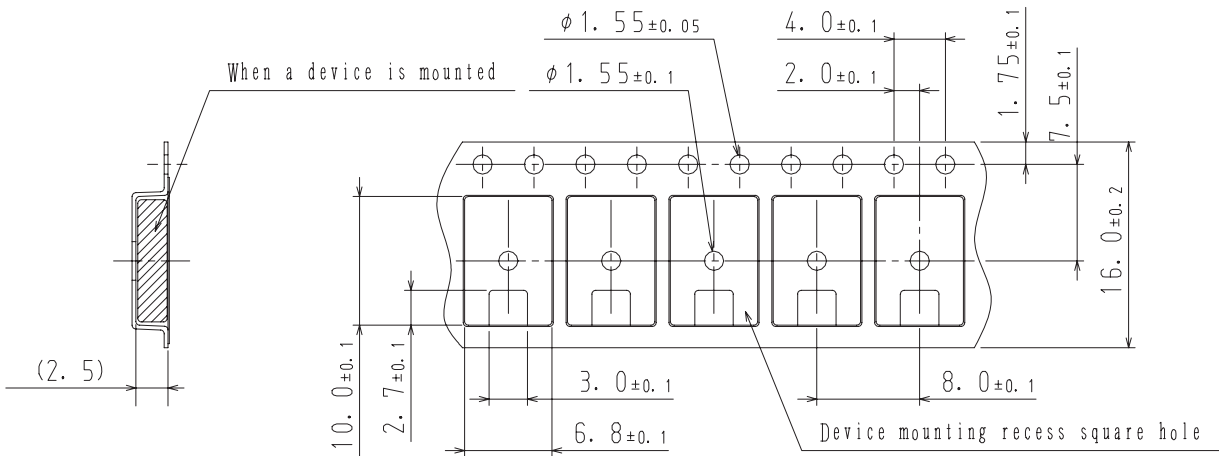 φ1.55±0.05
4.0±0.1
When a device is mounted
φ1.55±0.1
2.0±0.1
1.75±0.1
7.5±0.1
16.0±0.2
(2.5)
10.0±0.1
2.7±0.1
3.0±0.1
8.0±0.1
6.8±0.1
Device mounting recess square hole